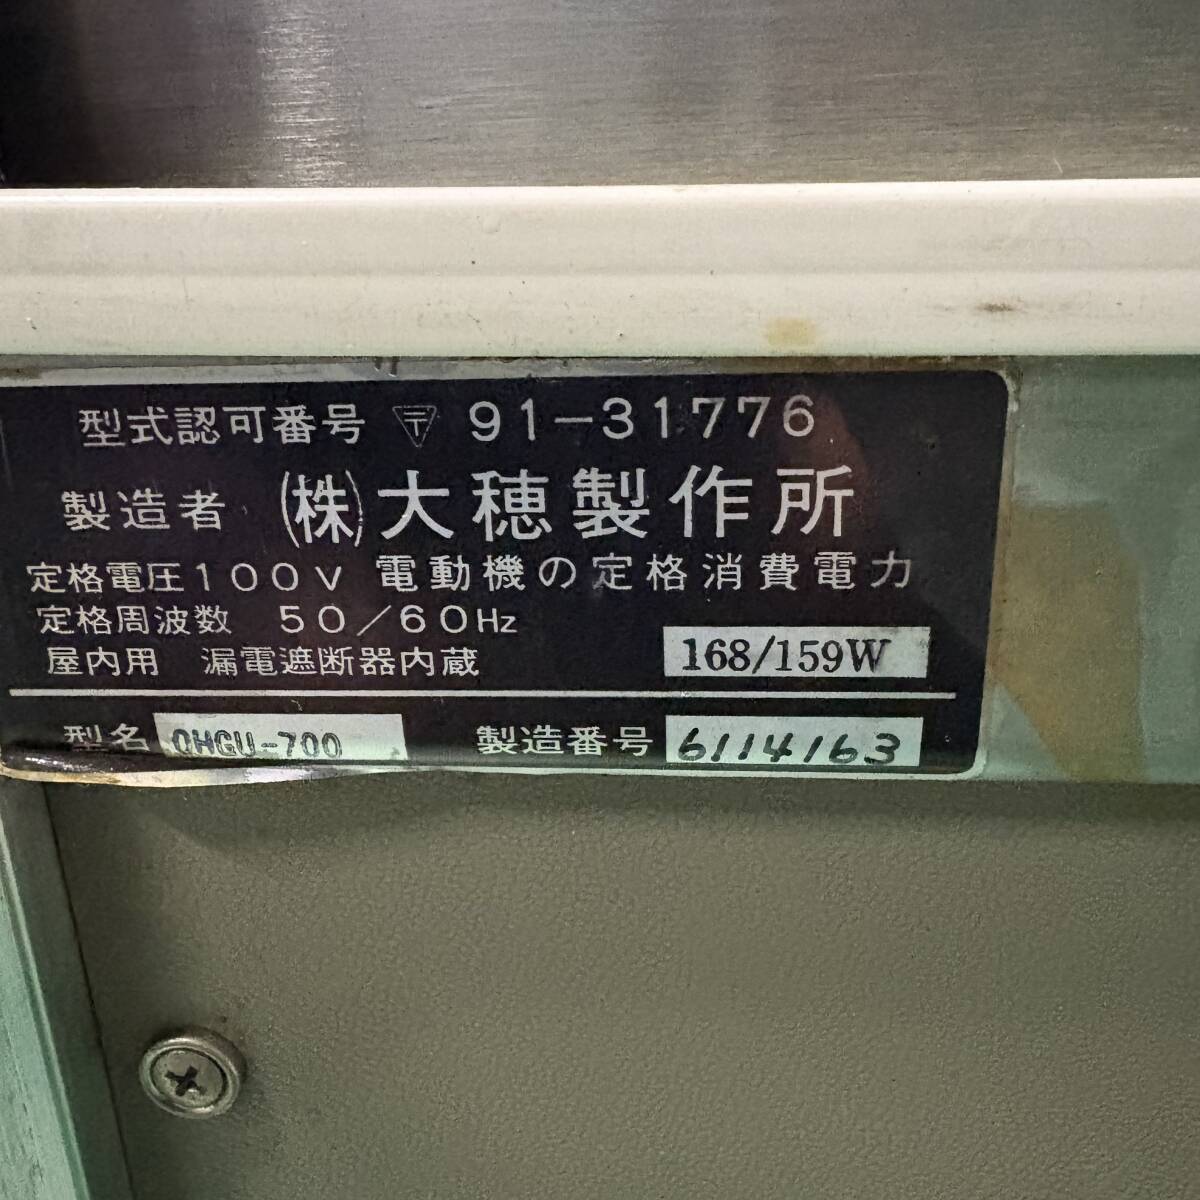 型式認可番号 〒 91-31776
製造者 (株)大穂製作所
定格電圧100V 電動機の定格消費電力
定格周波数 50/60Hz
168/159W
屋内用 漏電遮断器内蔵
型名 OHGU-700 製造番号 6114163